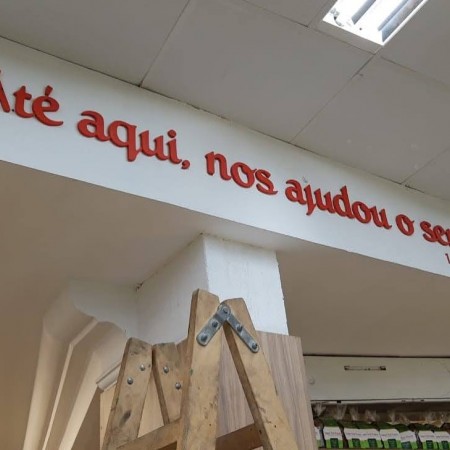 Até aqui, nos ajudou o